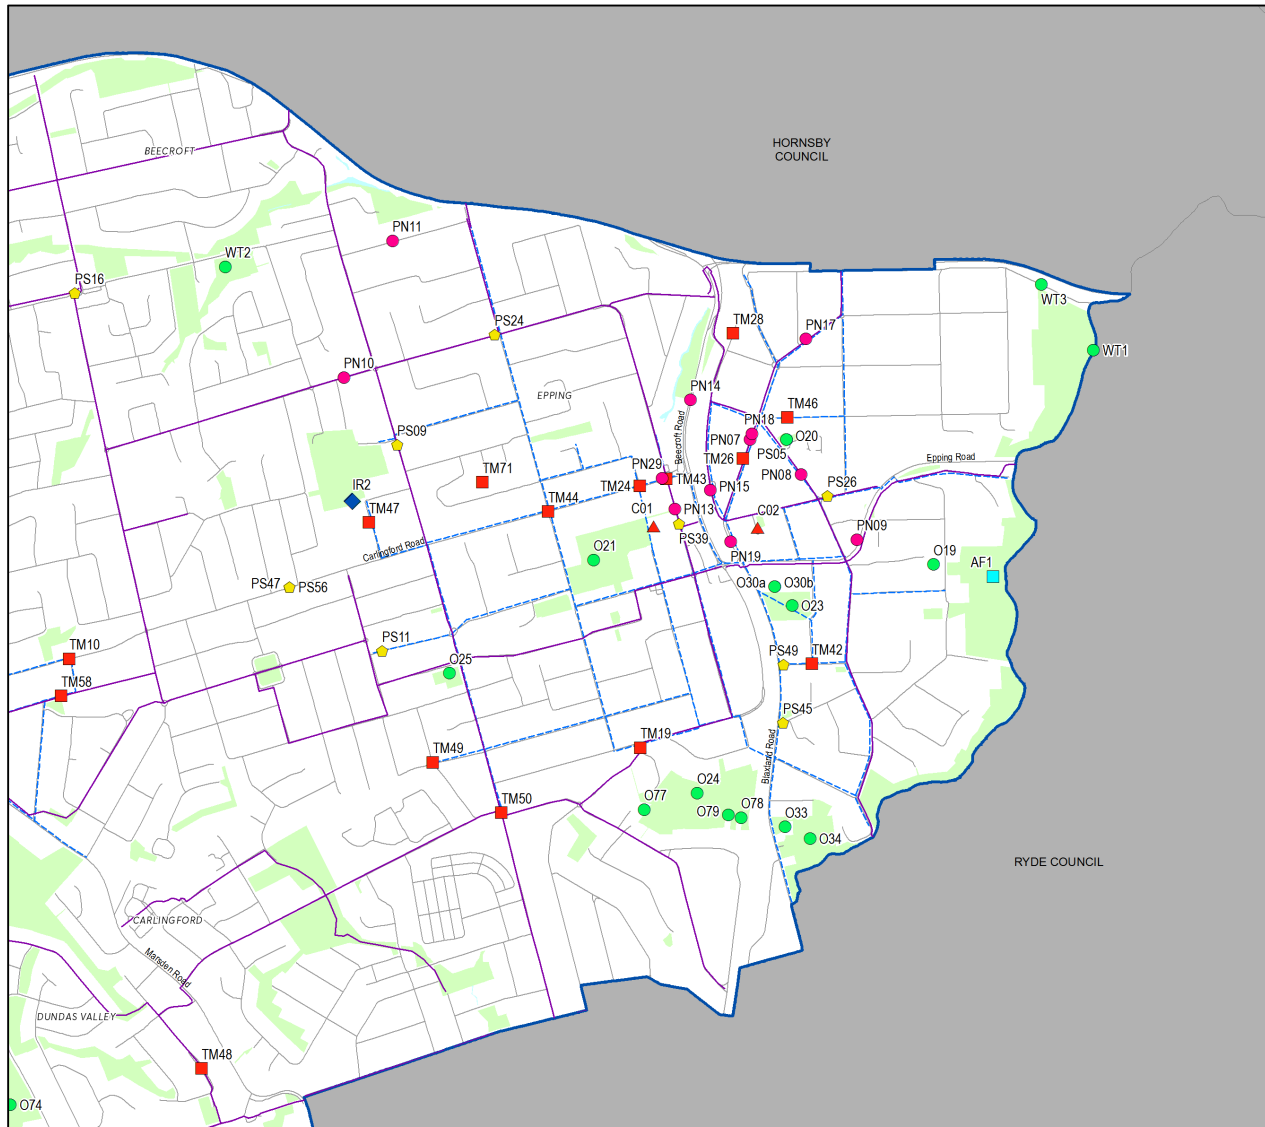 HORNSBY
COUNCIL
BEECROFT
PN11
WT2
PS16
WT3
PS24
TM28
PN17
WT1
PN10
EPPING
PN14
TM46
PS09
Beecroft Road
PN18
PN07
O20
PS05
TM26
Epping Road
PN29
TM71
TM43
PN08
IR2
TM24
PN15
PS26
TM44
TM47
C01
PN13
C02
PN09
Carlingford Road
PS39
PN19
O21
O19
AF1
PS47
PS56
O30a
O30b
O23
PS11
TM10
O25
PS49
TM42
TM58
PS45
TM19
Blaxland Road
TM49
O24
O77
O79
O78
TM50
O33
O34
RYDE COUNCIL
CARLINGFORD
Marsden Road
DUNDAS VALLEY
TM48
O74